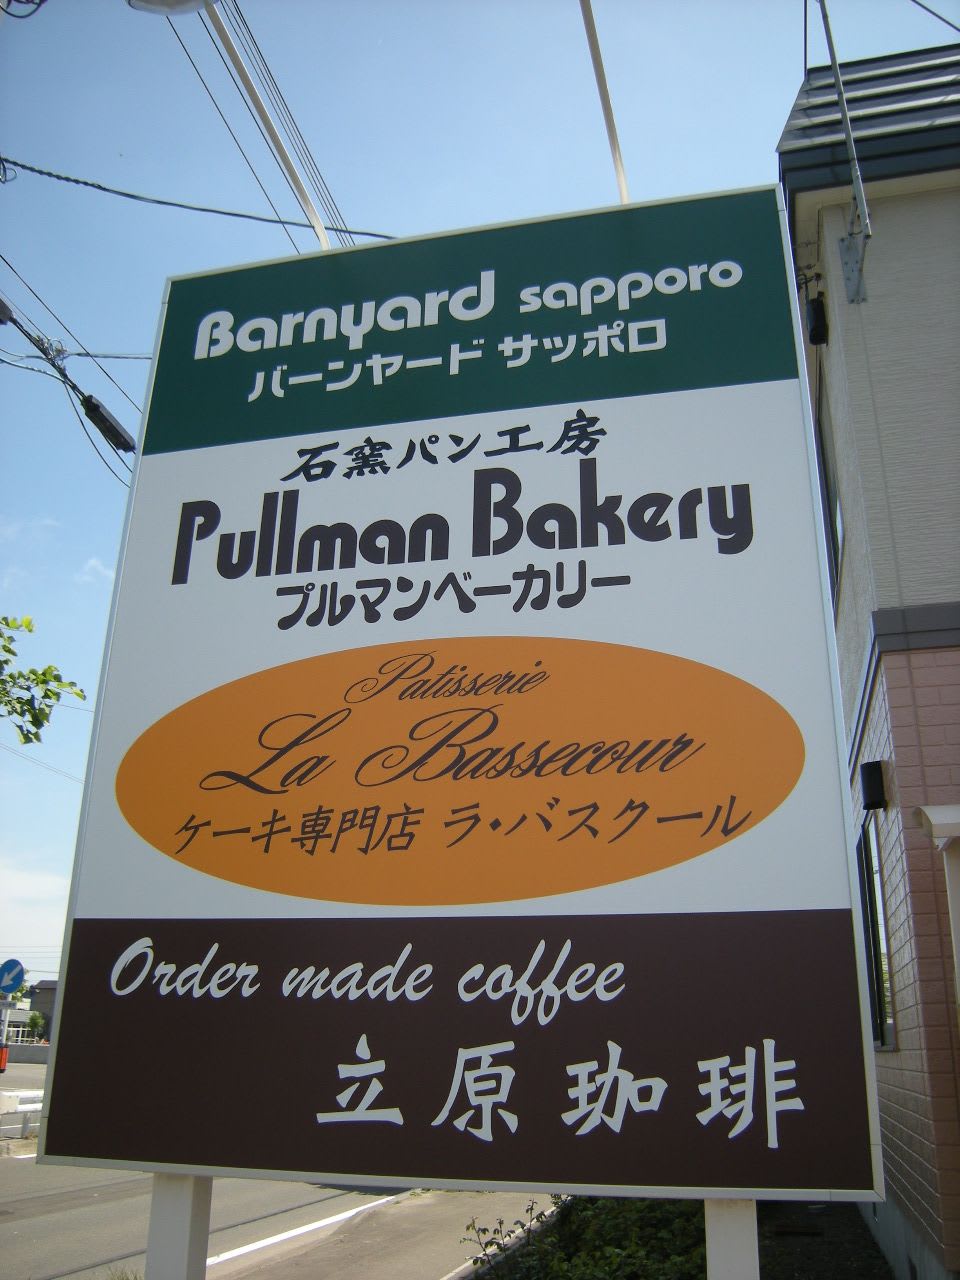 Barnyard sapporo
バーンヤード サッポロ
石窯パン工房
Pullman Bakery
プルマンベーカリー
Patisserie
La Bassecour
ケーキ専門店 ラ・バスクール
Order made coffee
立原珈琲